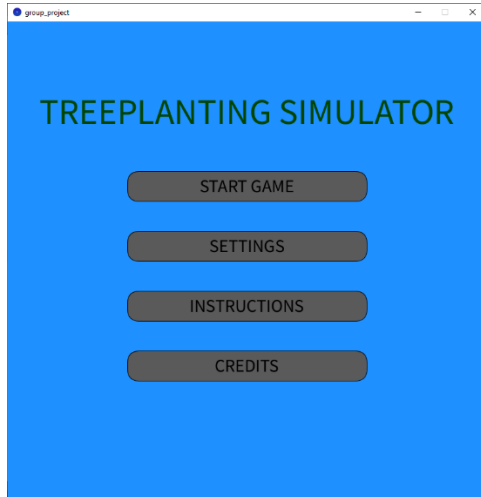 group_project
TREEPLANTING SIMULATOR
START GAME
SETTINGS
INSTRUCTIONS
CREDITS